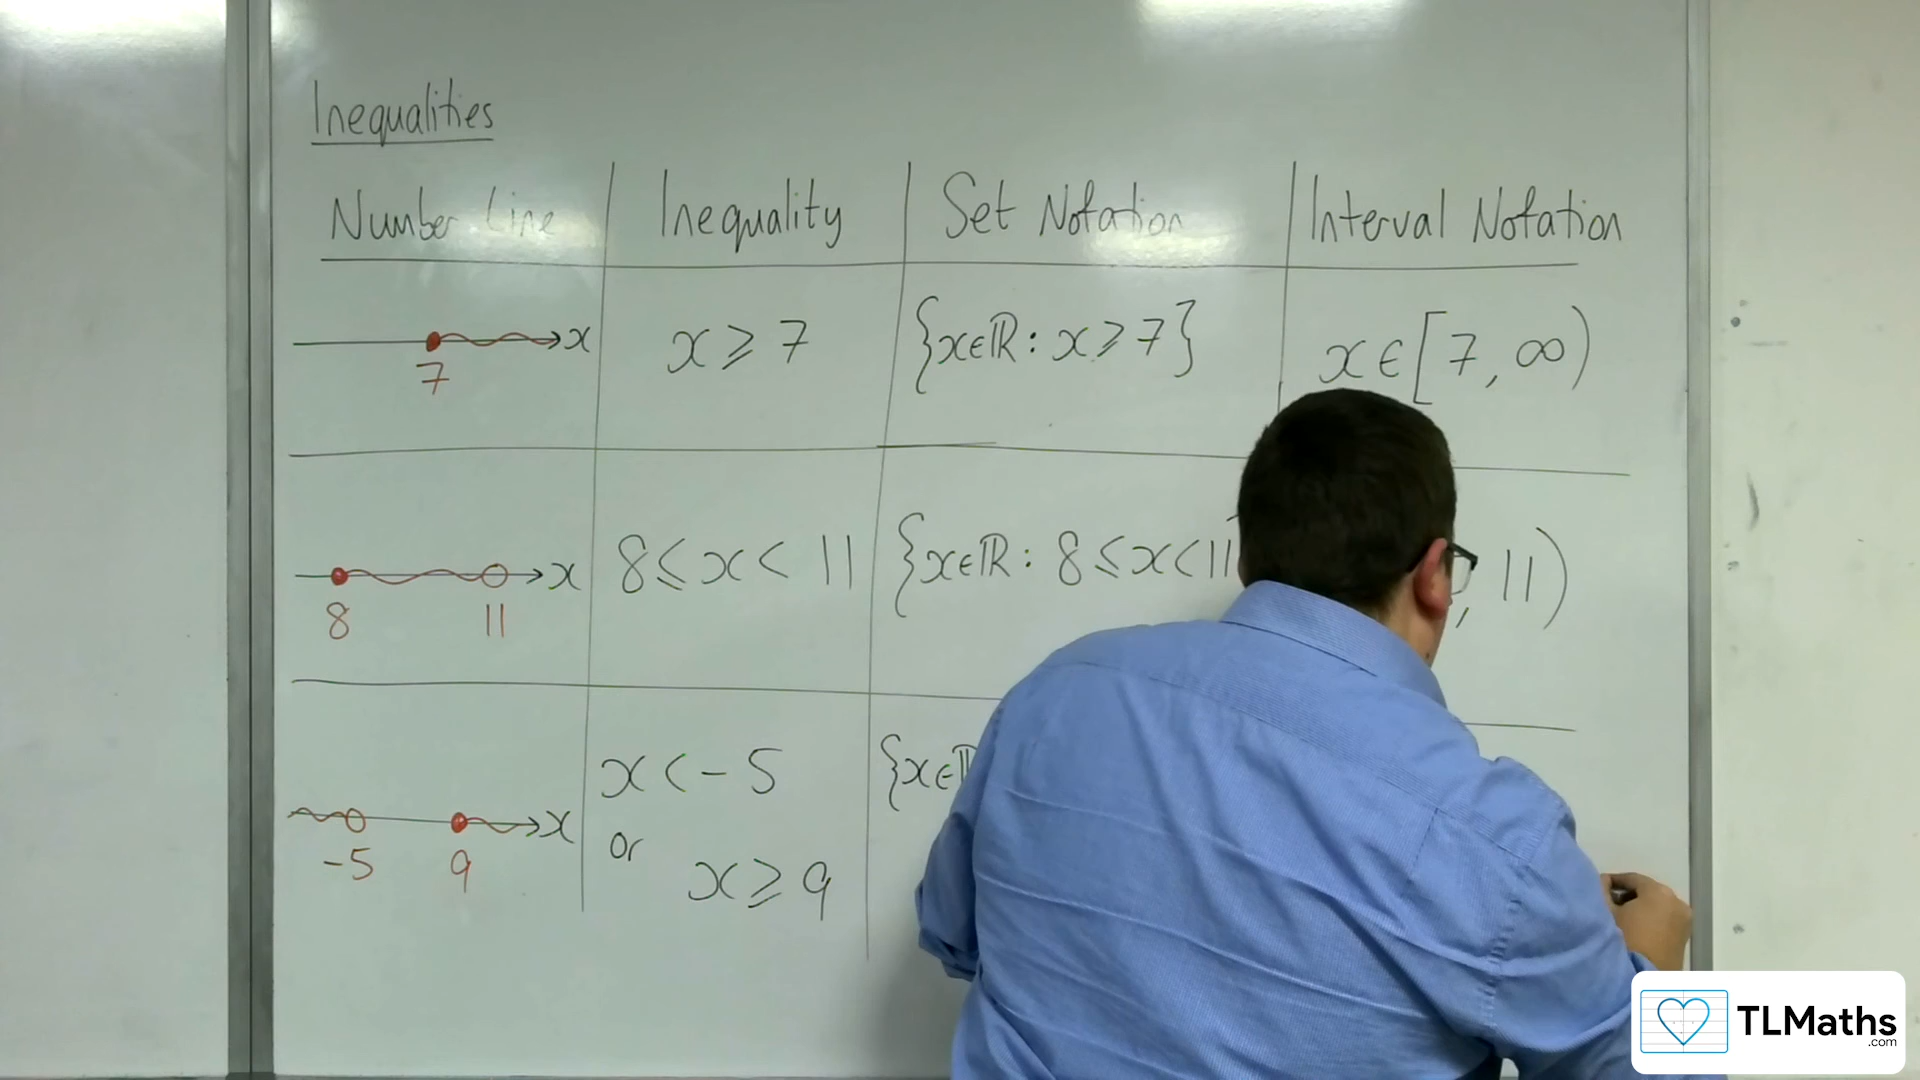 Inequalities
Number Line Inequality Set Notation Interval Notation
x 7 x ⩾ 7 {x∈ℝ : x ⩾ 7} x ∈ [7, ∞)
x 8 11 8 ⩽ x < 11 {x∈ℝ : 8 ⩽ x < 11 , 11)
x -5 9 x < -5 {x∈ℝ
or
x ⩾ 9
TLMaths
.com